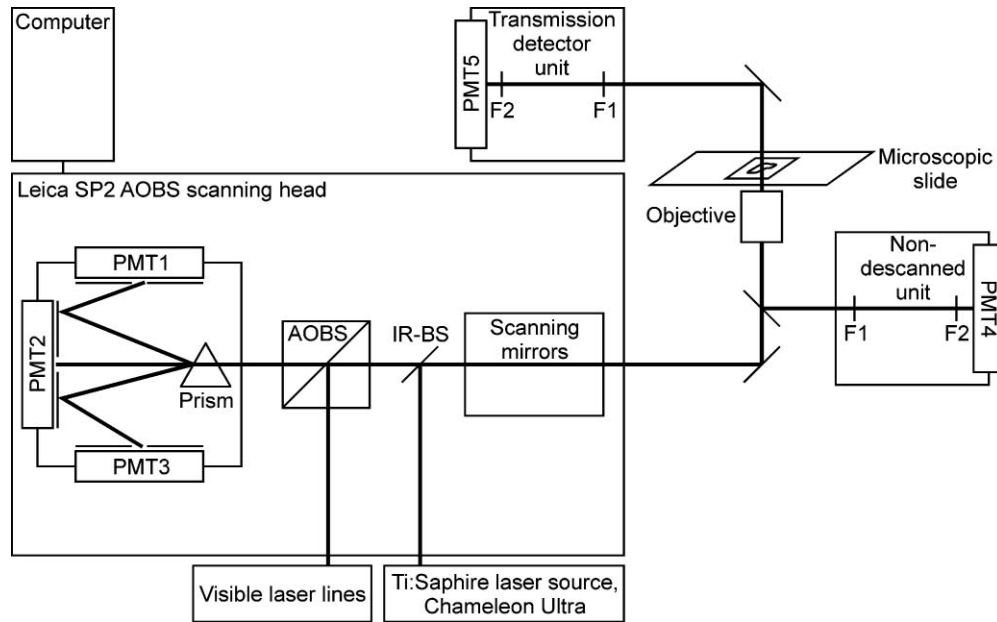 Computer
Transmission
detector
unit
PMT5
F2
F1
Microscopic
slide
Leica SP2 AOBS scanning head
Objective
PMT1
Non-
descanned
unit
PMT4
F1
F2
PMT2
AOBS
IR-BS
Scanning
mirrors
Prism
PMT3
Visible laser lines
Ti:Saphire laser source,
Chameleon Ultra